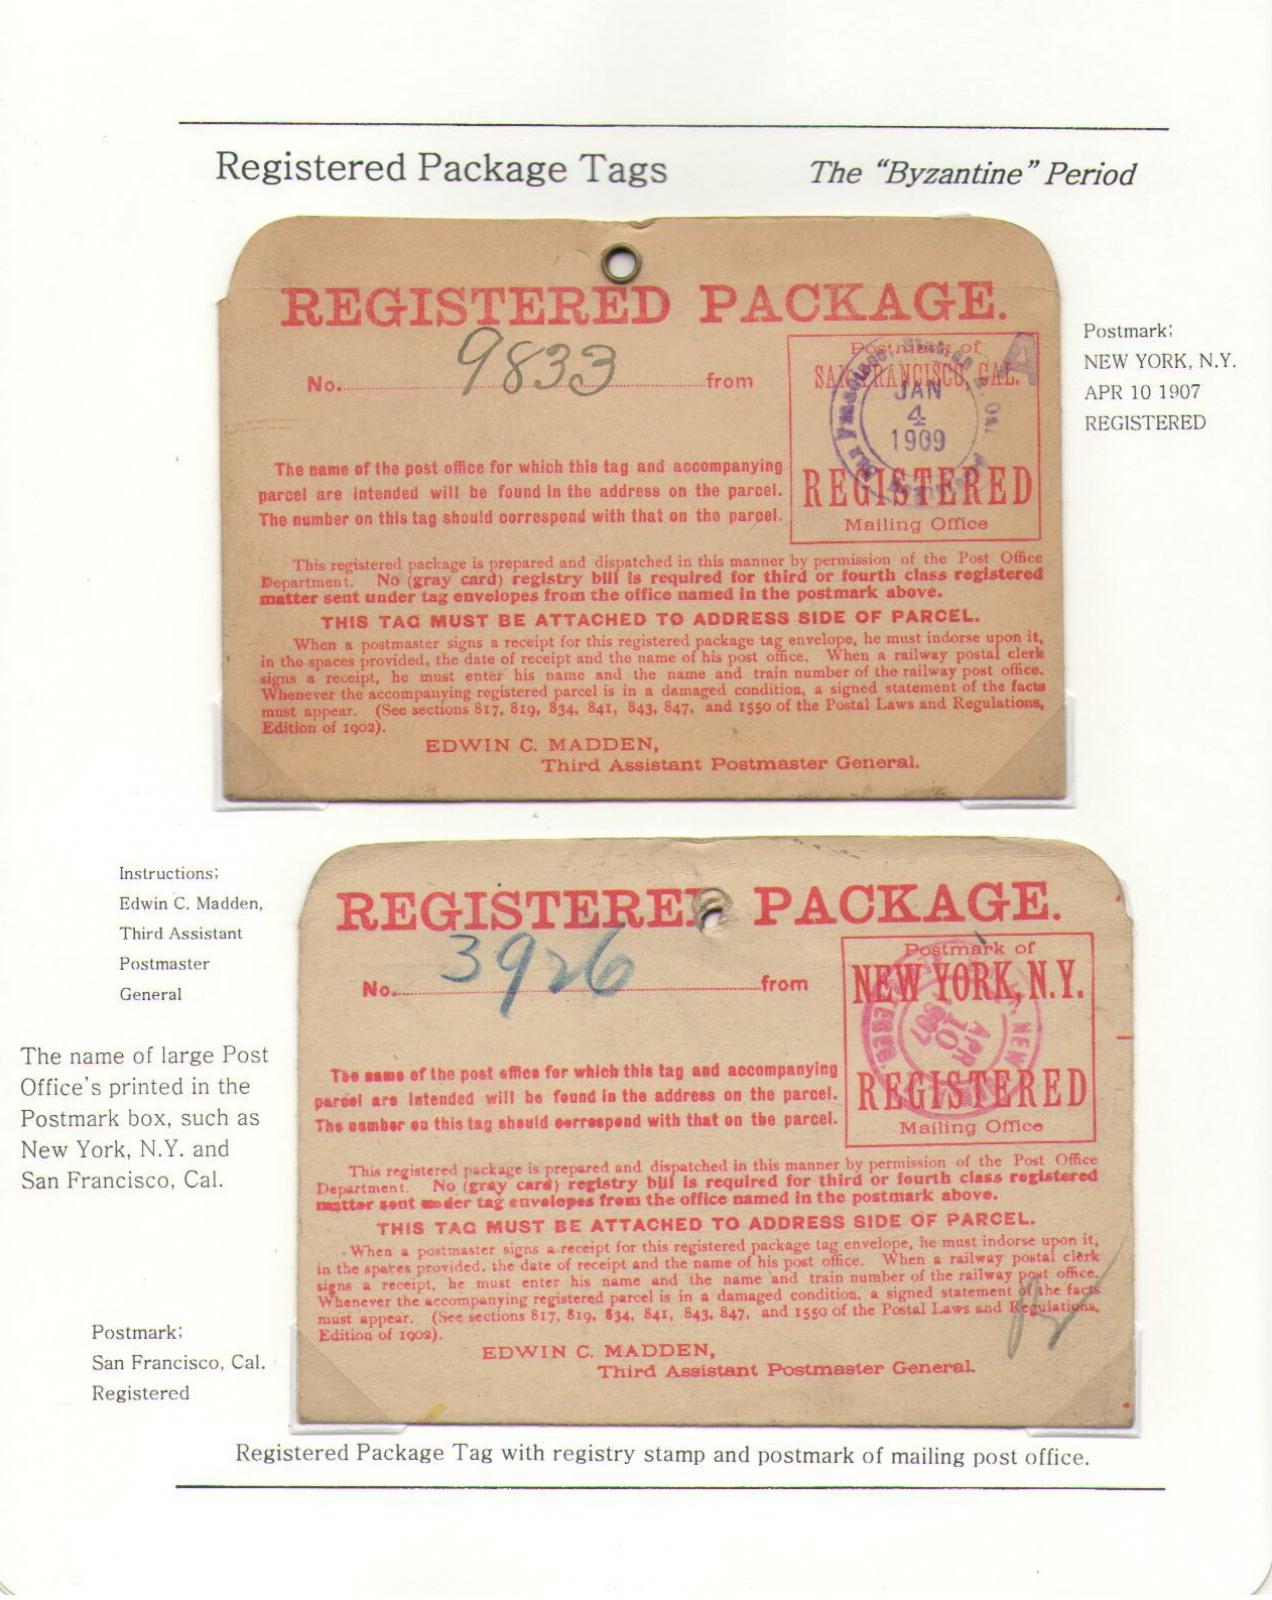 Registered Package Tags
The “Byzantine” Period
REGISTERED PACKAGE.
No. 9833 from
Postmark of
SAN FRANCISCO, CAL.
A
JAN
4
1909
REGISTERED
Mailing Office
The name of the post office for which this tag and accompanying
parcel are intended will be found in the address on the parcel.
The number on this tag should correspond with that on the parcel.
This registered package is prepared and dispatched in this manner by permission of the Post Office
Department. No (gray card) registry bill is required for third or fourth class registered
matter sent under tag envelopes from the office named in the postmark above.
THIS TAG MUST BE ATTACHED TO ADDRESS SIDE OF PARCEL.
When a postmaster signs a receipt for this registered package tag envelope, he must indorse upon it,
in the spaces provided, the date of receipt and the name of his post office. When a railway postal clerk
signs a receipt, he must enter his name and the name and train number of the railway post office.
Whenever the accompanying registered parcel is in a damaged condition, a signed statement of the facts
must appear. (See sections 817, 819, 834, 841, 843, 847, and 1550 of the Postal Laws and Regulations,
Edition of 1902).
EDWIN C. MADDEN,
Third Assistant Postmaster General.
Postmark;
NEW YORK, N.Y.
APR 10 1907
REGISTERED
Instructions;
Edwin C. Madden,
Third Assistant
Postmaster
General
The name of large Post
Office's printed in the
Postmark box, such as
New York, N.Y. and
San Francisco, Cal.
Postmark;
San Francisco, Cal.
Registered
REGISTERED PACKAGE.
No. 3926 from
Postmark of
NEW YORK, N.Y.
APR
10
1907
REGISTERED
Mailing Office
The name of the post office for which this tag and accompanying
parcel are intended will be found in the address on the parcel.
The number on this tag should correspond with that on the parcel.
This registered package is prepared and dispatched in this manner by permission of the Post Office
Department. No (gray card) registry bill is required for third or fourth class registered
matter sent under tag envelopes from the office named in the postmark above.
THIS TAG MUST BE ATTACHED TO ADDRESS SIDE OF PARCEL.
When a postmaster signs a receipt for this registered package tag envelope, he must indorse upon it,
in the spaces provided, the date of receipt and the name of his post office. When a railway postal clerk
signs a receipt, he must enter his name and the name and train number of the railway post office.
Whenever the accompanying registered parcel is in a damaged condition, a signed statement of the facts
must appear. (See sections 817, 819, 834, 841, 843, 847, and 1550 of the Postal Laws and Regulations,
Edition of 1902).
EDWIN C. MADDEN,
Third Assistant Postmaster General.
Registered Package Tag with registry stamp and postmark of mailing post office.